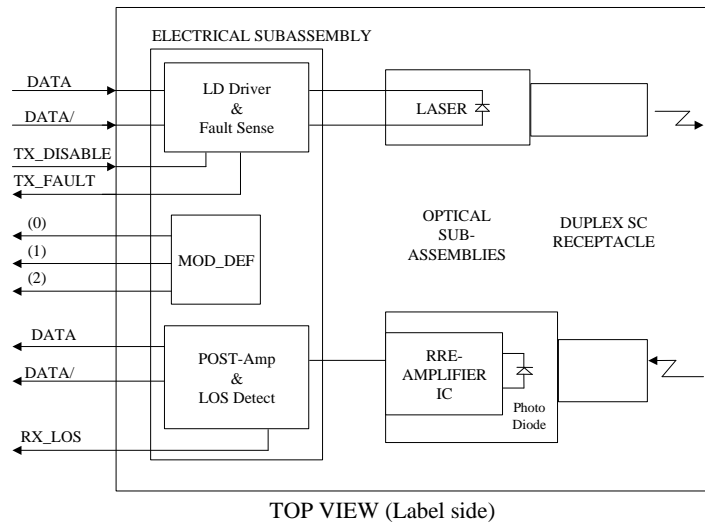 ELECTRICAL SUBASSEMBLY
DATA
DATA/
TX_DISABLE
TX_FAULT
LD Driver
&
Fault Sense
LASER
(0)
(1)
(2)
MOD_DEF
OPTICAL
SUB-
ASSEMBLIES
DUPLEX SC
RECEPTACLE
DATA
DATA/
RX_LOS
POST-Amp
&
LOS Detect
RRE-
AMPLIFIER
IC
Photo
Diode
TOP VIEW (Label side)